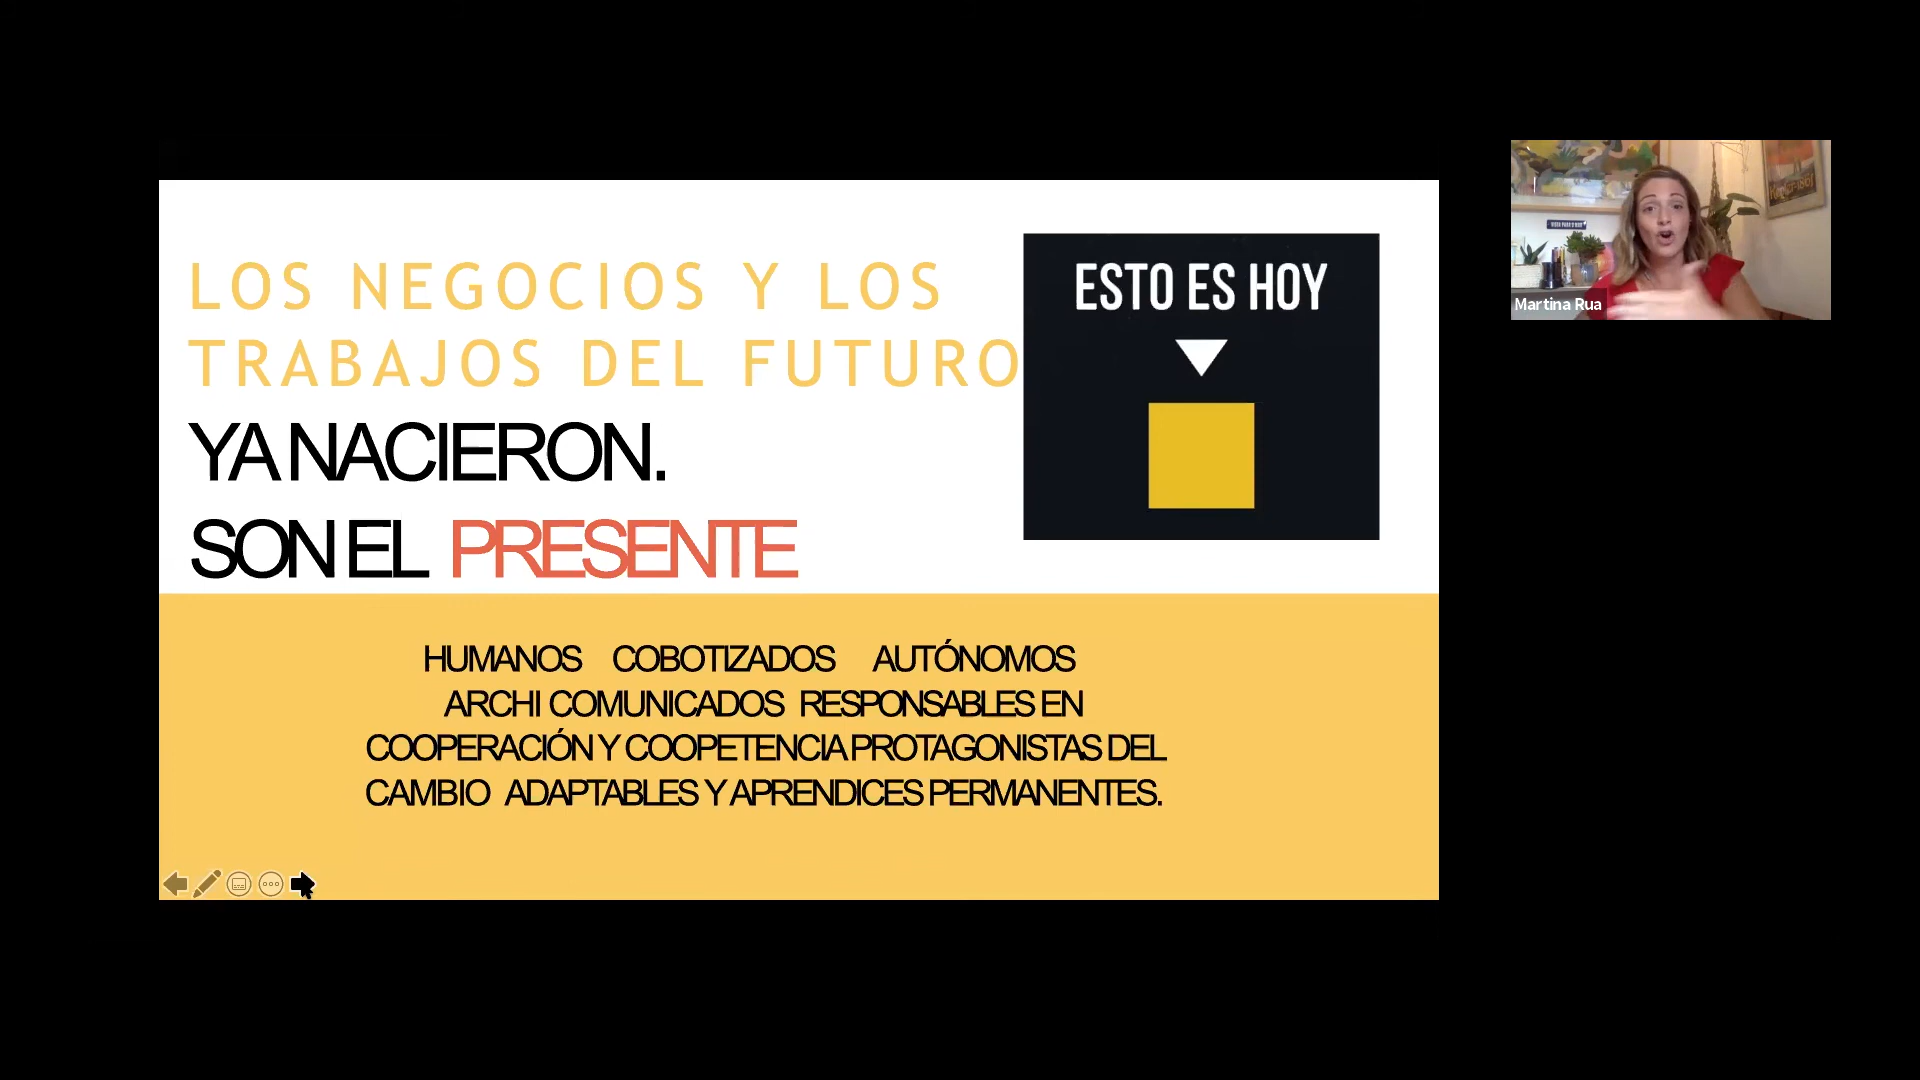 LOS NEGOCIOS Y LOS
TRABAJOS DEL FUTURO
YA NACIERON.
SON EL PRESENTE
ESTO ES HOY
HUMANOS COBOTIZADOS AUTÓNOMOS
ARCHI COMUNICADOS RESPONSABLES EN
COOPERACIÓN Y COOPETENCIA PROTAGONISTAS DEL
CAMBIO ADAPTABLES Y APRENDICES PERMANENTES.
Martina Rua